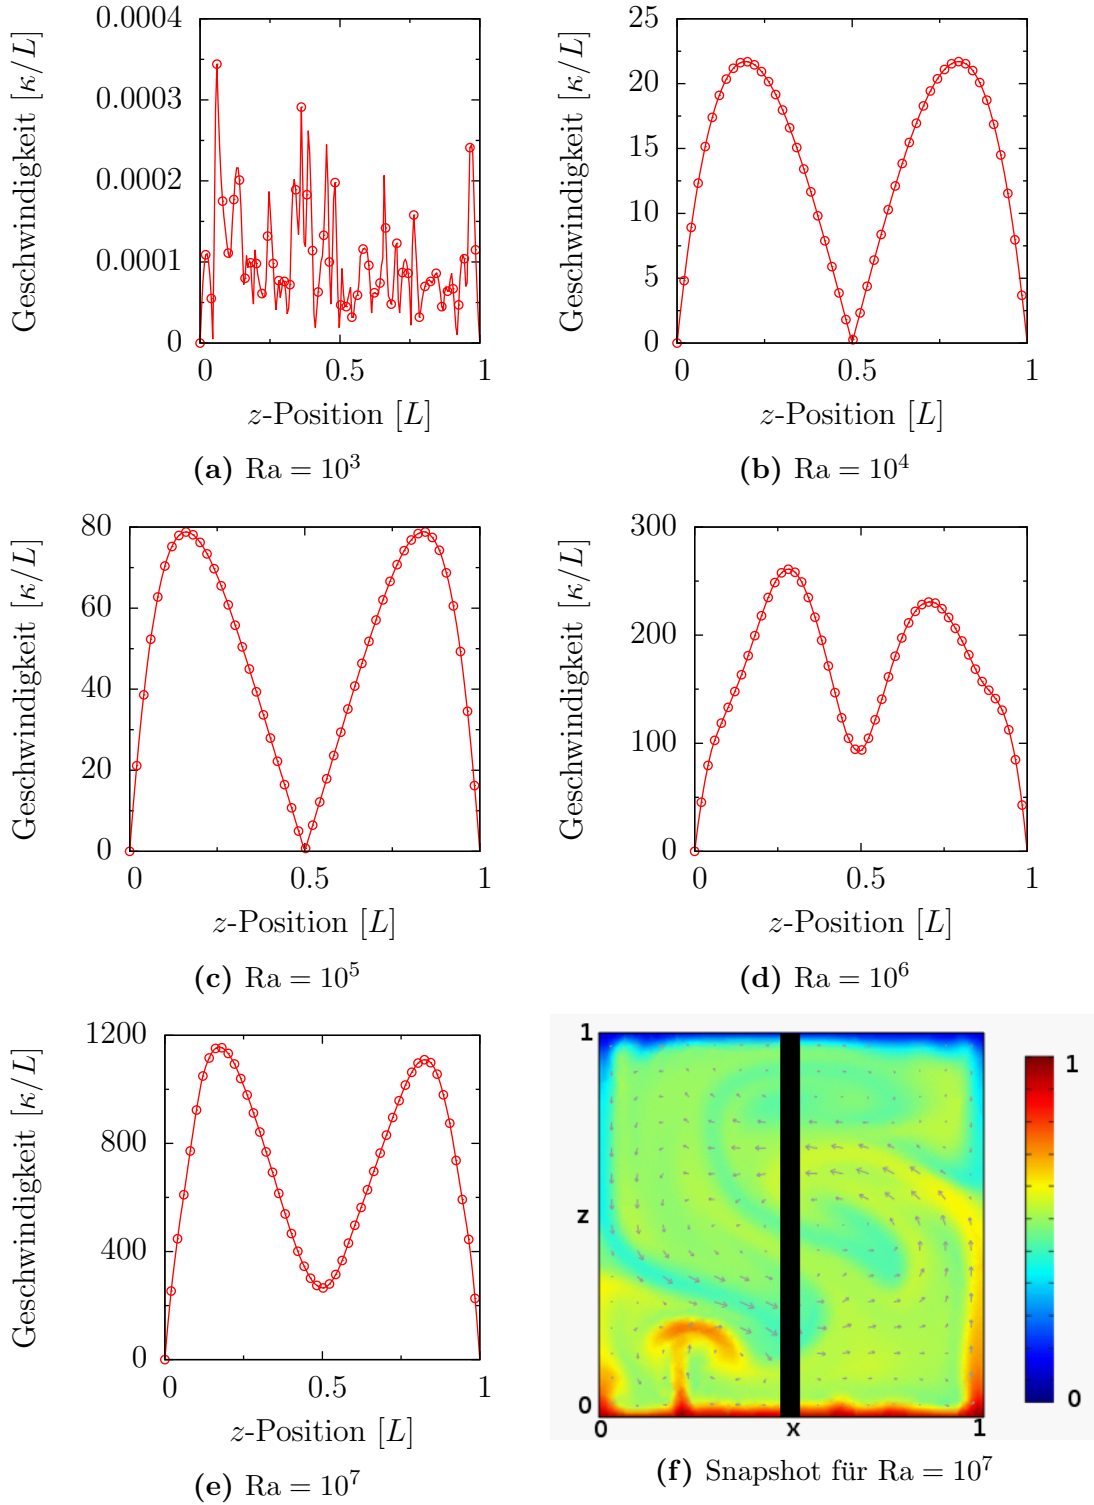 0.0004
0.0003
0.0002
0.0001
0
Geschwindigkeit [κ/L]
0 0.5 1
z-Position [L]
(a) Ra = 10³
25
20
15
10
5
0
Geschwindigkeit [κ/L]
0 0.5 1
z-Position [L]
(b) Ra = 10⁴
80
60
40
20
0
Geschwindigkeit [κ/L]
0 0.5 1
z-Position [L]
(c) Ra = 10⁵
300
200
100
0
Geschwindigkeit [κ/L]
0 0.5 1
z-Position [L]
(d) Ra = 10⁶
1200
800
400
0
Geschwindigkeit [κ/L]
0 0.5 1
z-Position [L]
(e) Ra = 10⁷
1
z
0
0 x 1
1
0
(f) Snapshot für Ra = 10⁷